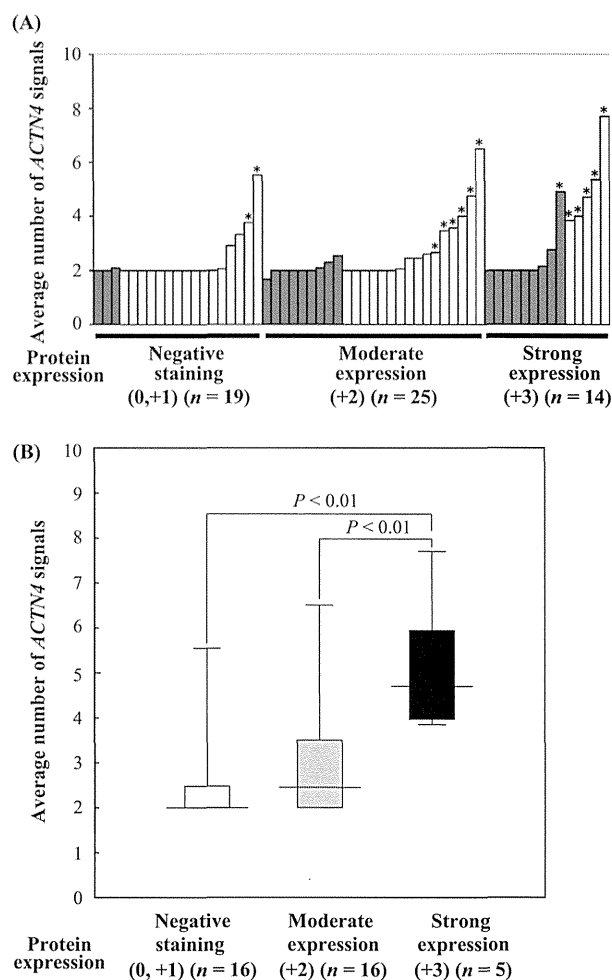 (A)
Average number of ACTN4 signals
10
8
6
4
2
0
* * * * * * * * * * * * * * *
Protein expression
Negative staining (0,+1) (n = 19)
Moderate expression (+2) (n = 25)
Strong expression (+3) (n = 14)
(B)
Average number of ACTN4 signals
10
9
8
7
6
5
4
3
2
1
0
P < 0.01
P < 0.01
Protein expression
Negative staining (0, +1) (n = 16)
Moderate expression (+2) (n = 16)
Strong expression (+3) (n = 5)